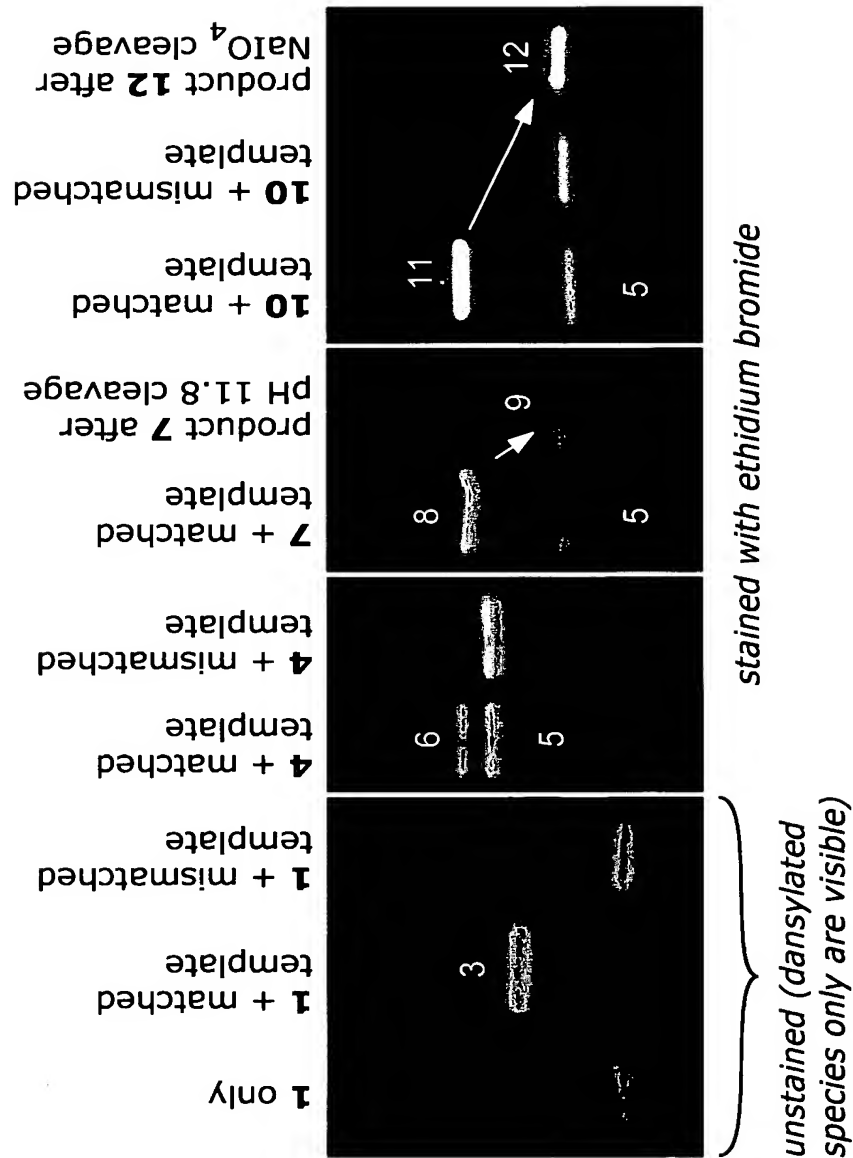 1 only
1 + matched
template
1 + mismatched
template
4 + matched
template
4 + mismatched
template
7 + matched
template
product 7 after
pH 11.8 cleavage
10 + matched
template
10 + mismatched
template
product 12 after
NaIO4 cleavage
3
6
5
8
5
9
11
5
12
unstained (dansylated
species only are visible)
stained with ethidium bromide